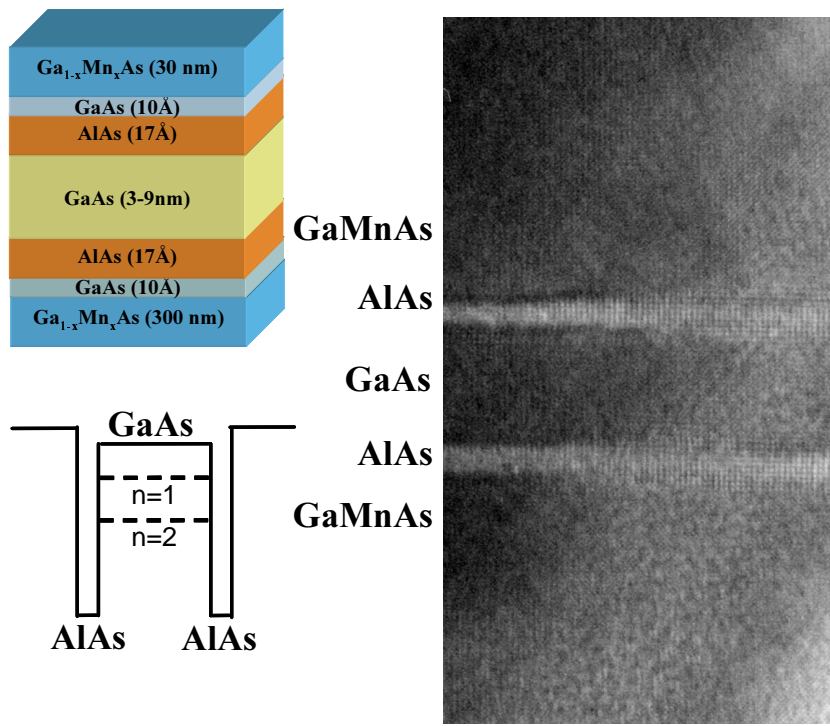 Ga1-xMnxAs (30 nm)
GaAs (10Å)
AlAs (17Å)
GaAs (3-9nm)
AlAs (17Å)
GaAs (10Å)
Ga1-xMnxAs (300 nm)
GaAs
n=1
n=2
AlAs AlAs
GaMnAs
AlAs
GaAs
AlAs
GaMnAs